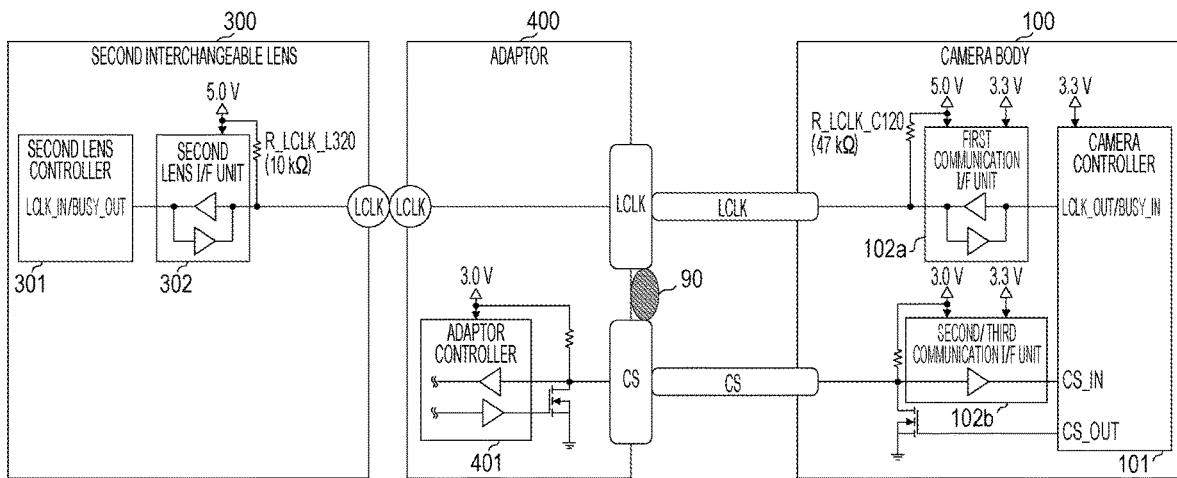 300
SECOND INTERCHANGEABLE LENS
5.0 V
R_LCLK_L320
(10 kΩ)
SECOND LENS
CONTROLLER
LCLK_IN/BUSY_OUT
301
SECOND
LENS I/F UNIT
302
LCLK
400
ADAPTOR
LCLK
LCLK
LCLK
90
3.0 V
ADAPTOR
CONTROLLER
401
CS
CS
100
CAMERA BODY
5.0 V
3.3 V
3.3 V
R_LCLK_C120
(47 kΩ)
FIRST
COMMUNICATION
I/F UNIT
102a
CAMERA
CONTROLLER
LCLK_OUT/BUSY_IN
3.0 V
3.3 V
SECOND/THIRD
COMMUNICATION I/F UNIT
102b
CS_IN
CS_OUT
101